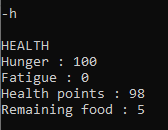 -h
HEALTH
Hunger : 100
Fatigue : 0
Health points : 98
Remaining food : 5